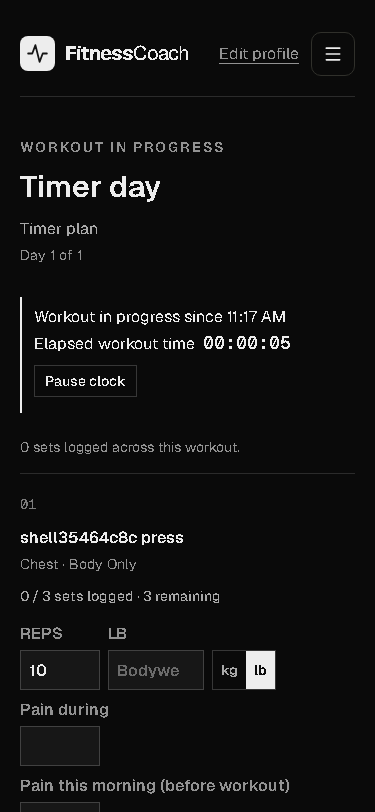 FitnessCoach
Edit profile
WORKOUT IN PROGRESS
Timer day
Timer plan
Day 1 of 1
Workout in progress since 11:17 AM
Elapsed workout time 00:00:05
Pause clock
0 sets logged across this workout.
01
shell35464c8c press
Chest · Body Only
0 / 3 sets logged · 3 remaining
REPS LB
10 Bodywe kg lb
Pain during
Pain this morning (before workout)